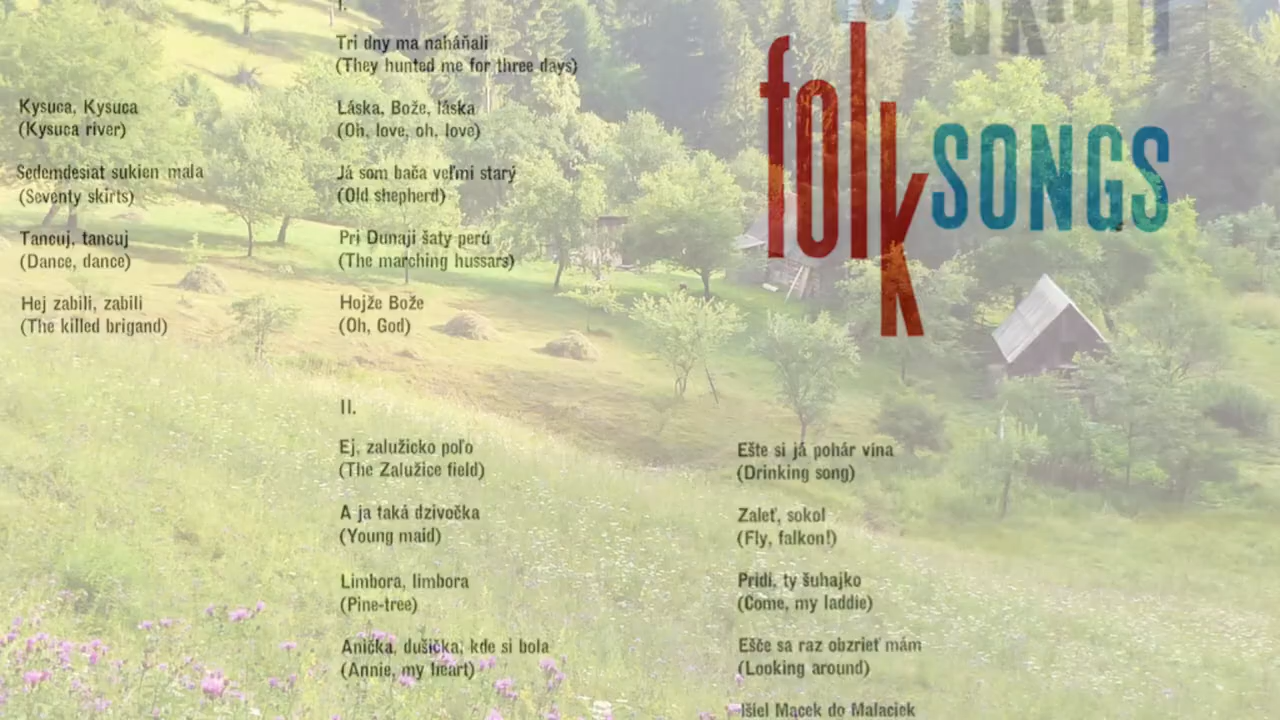 I.
Tri dny ma naháňali
(They hunted me for three days)
Kysuca, Kysuca
(Kysuca river)
Sedemdesiat sukien mala
(Seventy skirts)
Tancuj, tancuj
(Dance, dance)
Hej zabili, zabili
(The killed brigand)
Láska, Bože, láska
(Oh, love, oh, love)
Já som bača veľmi starý
(Old shepherd)
Pri Dunaji šaty perú
(The marching hussars)
Hojže Bože
(Oh, God)
folk
SONGS
II.
Ej, zalužicko poľo
(The Zalužice field)
A ja taká dzivočka
(Young maid)
Limbora, limbora
(Pine-tree)
Anička, dušička, kde si bola
(Annie, my heart)
Ešte si já pohár vína
(Drinking song)
Zaleť, sokol
(Fly, falkon!)
Pridi, ty šuhajko
(Come, my laddie)
Ešče sa raz obzrieť mám
(Looking around)
Išiel Macek do Malaciek